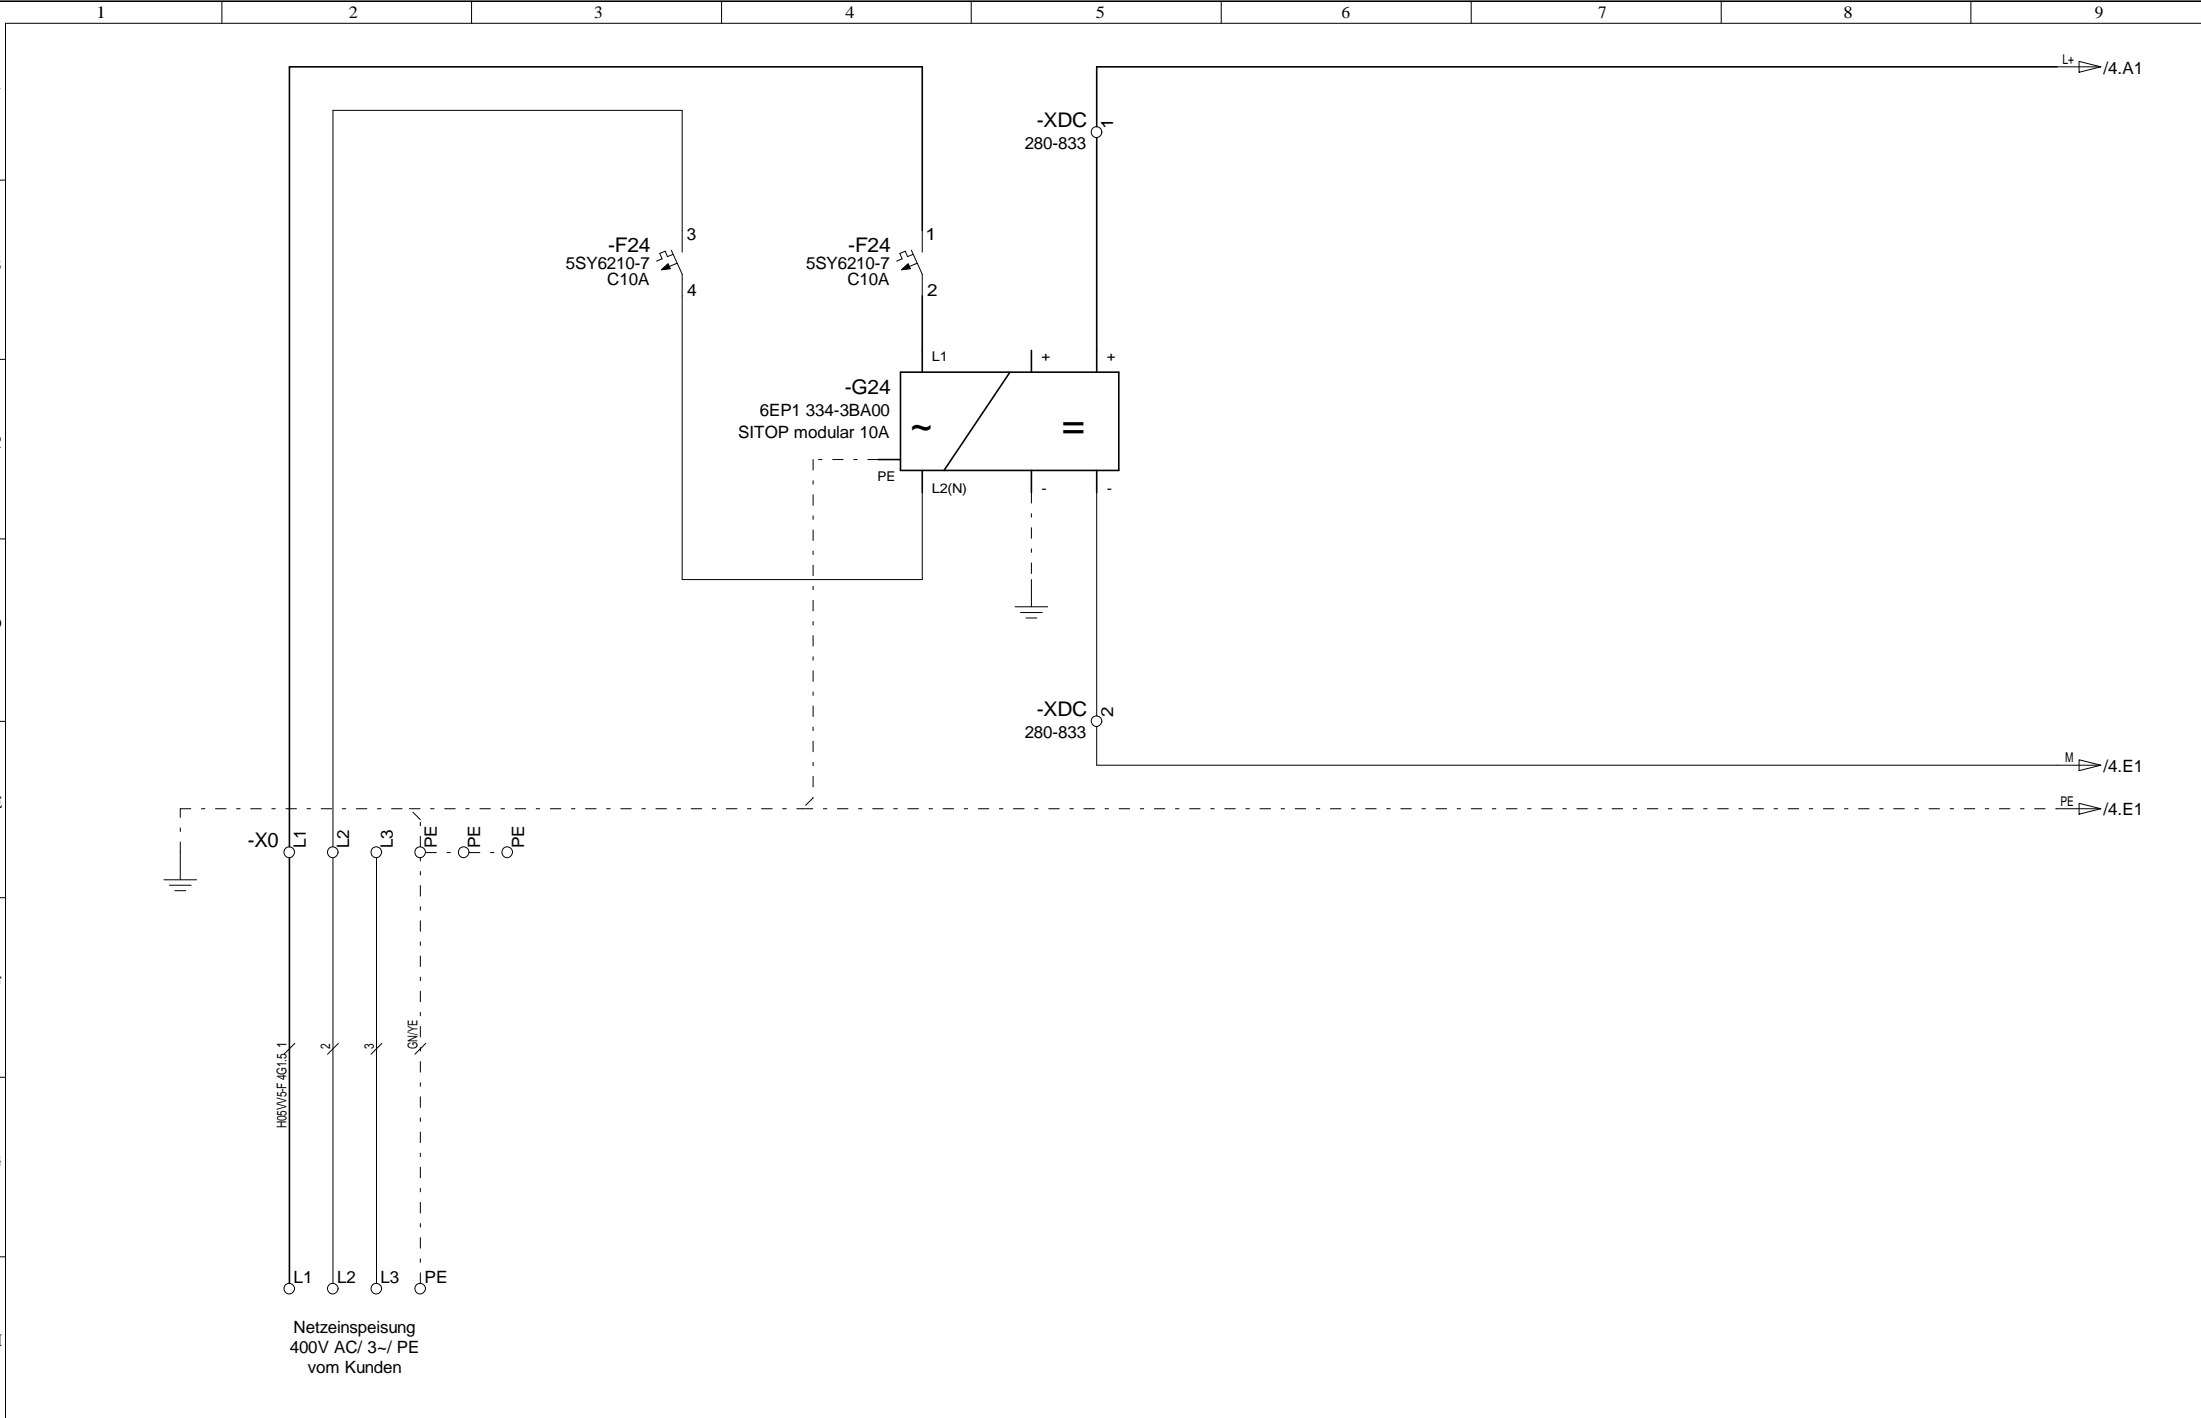 1 2 3 4 5 6 7 8 9
L+ /4.A1
-XDC 1
280-833
-F24
5SY6210-7
C10A
3
4
-F24
5SY6210-7
C10A
1
2
L1 + +
-G24
6EP1 334-3BA00
SITOP modular 10A
~ =
PE
L2(N) - -
-XDC 2
280-833
M /4.E1
PE /4.E1
-X0 L1 L2 L3 PE PE PE
H05VV5-F 4G1.5 1 2 3 GN/YE
L1 L2 L3 PE
Netzeinspeisung
400V AC/ 3~/ PE
vom Kunden